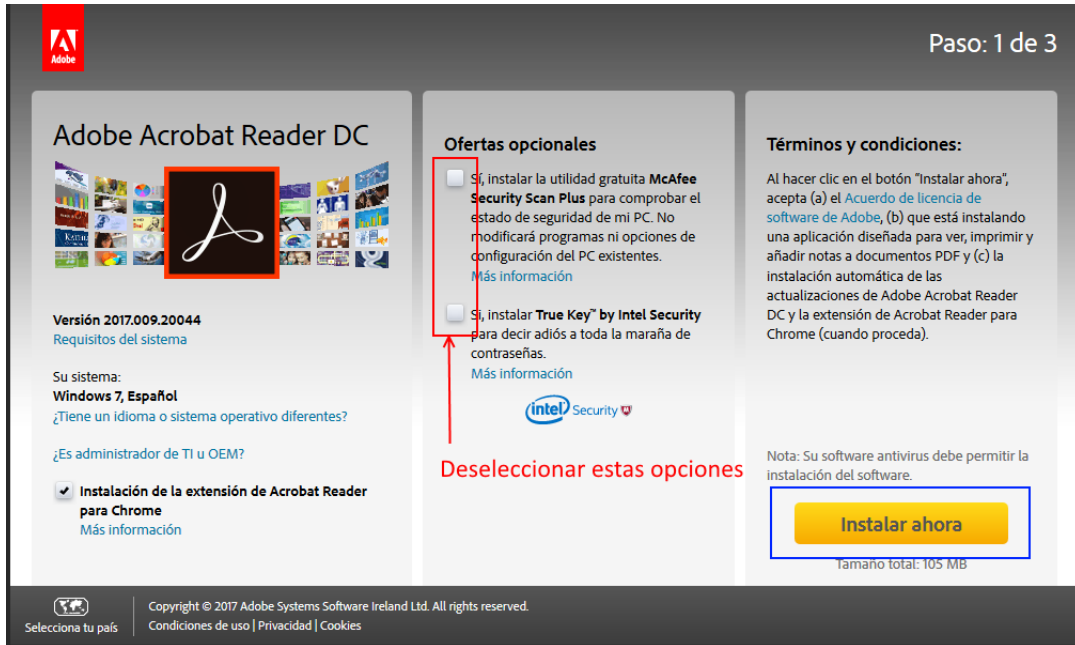 Adobe
Paso: 1 de 3
Adobe Acrobat Reader DC
Versión 2017.009.20044
Requisitos del sistema
Su sistema:
Windows 7, Español
¿Tiene un idioma o sistema operativo diferentes?
¿Es administrador de TI u OEM?
Instalación de la extensión de Acrobat Reader
para Chrome
Más información
Ofertas opcionales
Sí, instalar la utilidad gratuita McAfee
Security Scan Plus para comprobar el
estado de seguridad de mi PC. No
modificará programas ni opciones de
configuración del PC existentes.
Más información
Si, instalar True Key™ by Intel Security
para decir adiós a toda la maraña de
contraseñas.
Más información
intel Security
Deseleccionar estas opciones
Términos y condiciones:
Al hacer clic en el botón "Instalar ahora",
acepta (a) el Acuerdo de licencia de
software de Adobe, (b) que está instalando
una aplicación diseñada para ver, imprimir y
añadir notas a documentos PDF y (c) la
instalación automática de las
actualizaciones de Adobe Acrobat Reader
DC y la extensión de Acrobat Reader para
Chrome (cuando proceda).
Nota: Su software antivirus debe permitir la
instalación del software.
Instalar ahora
Tamaño total: 105 MB
Selecciona tu país
Copyright © 2017 Adobe Systems Software Ireland Ltd. All rights reserved.
Condiciones de uso | Privacidad | Cookies